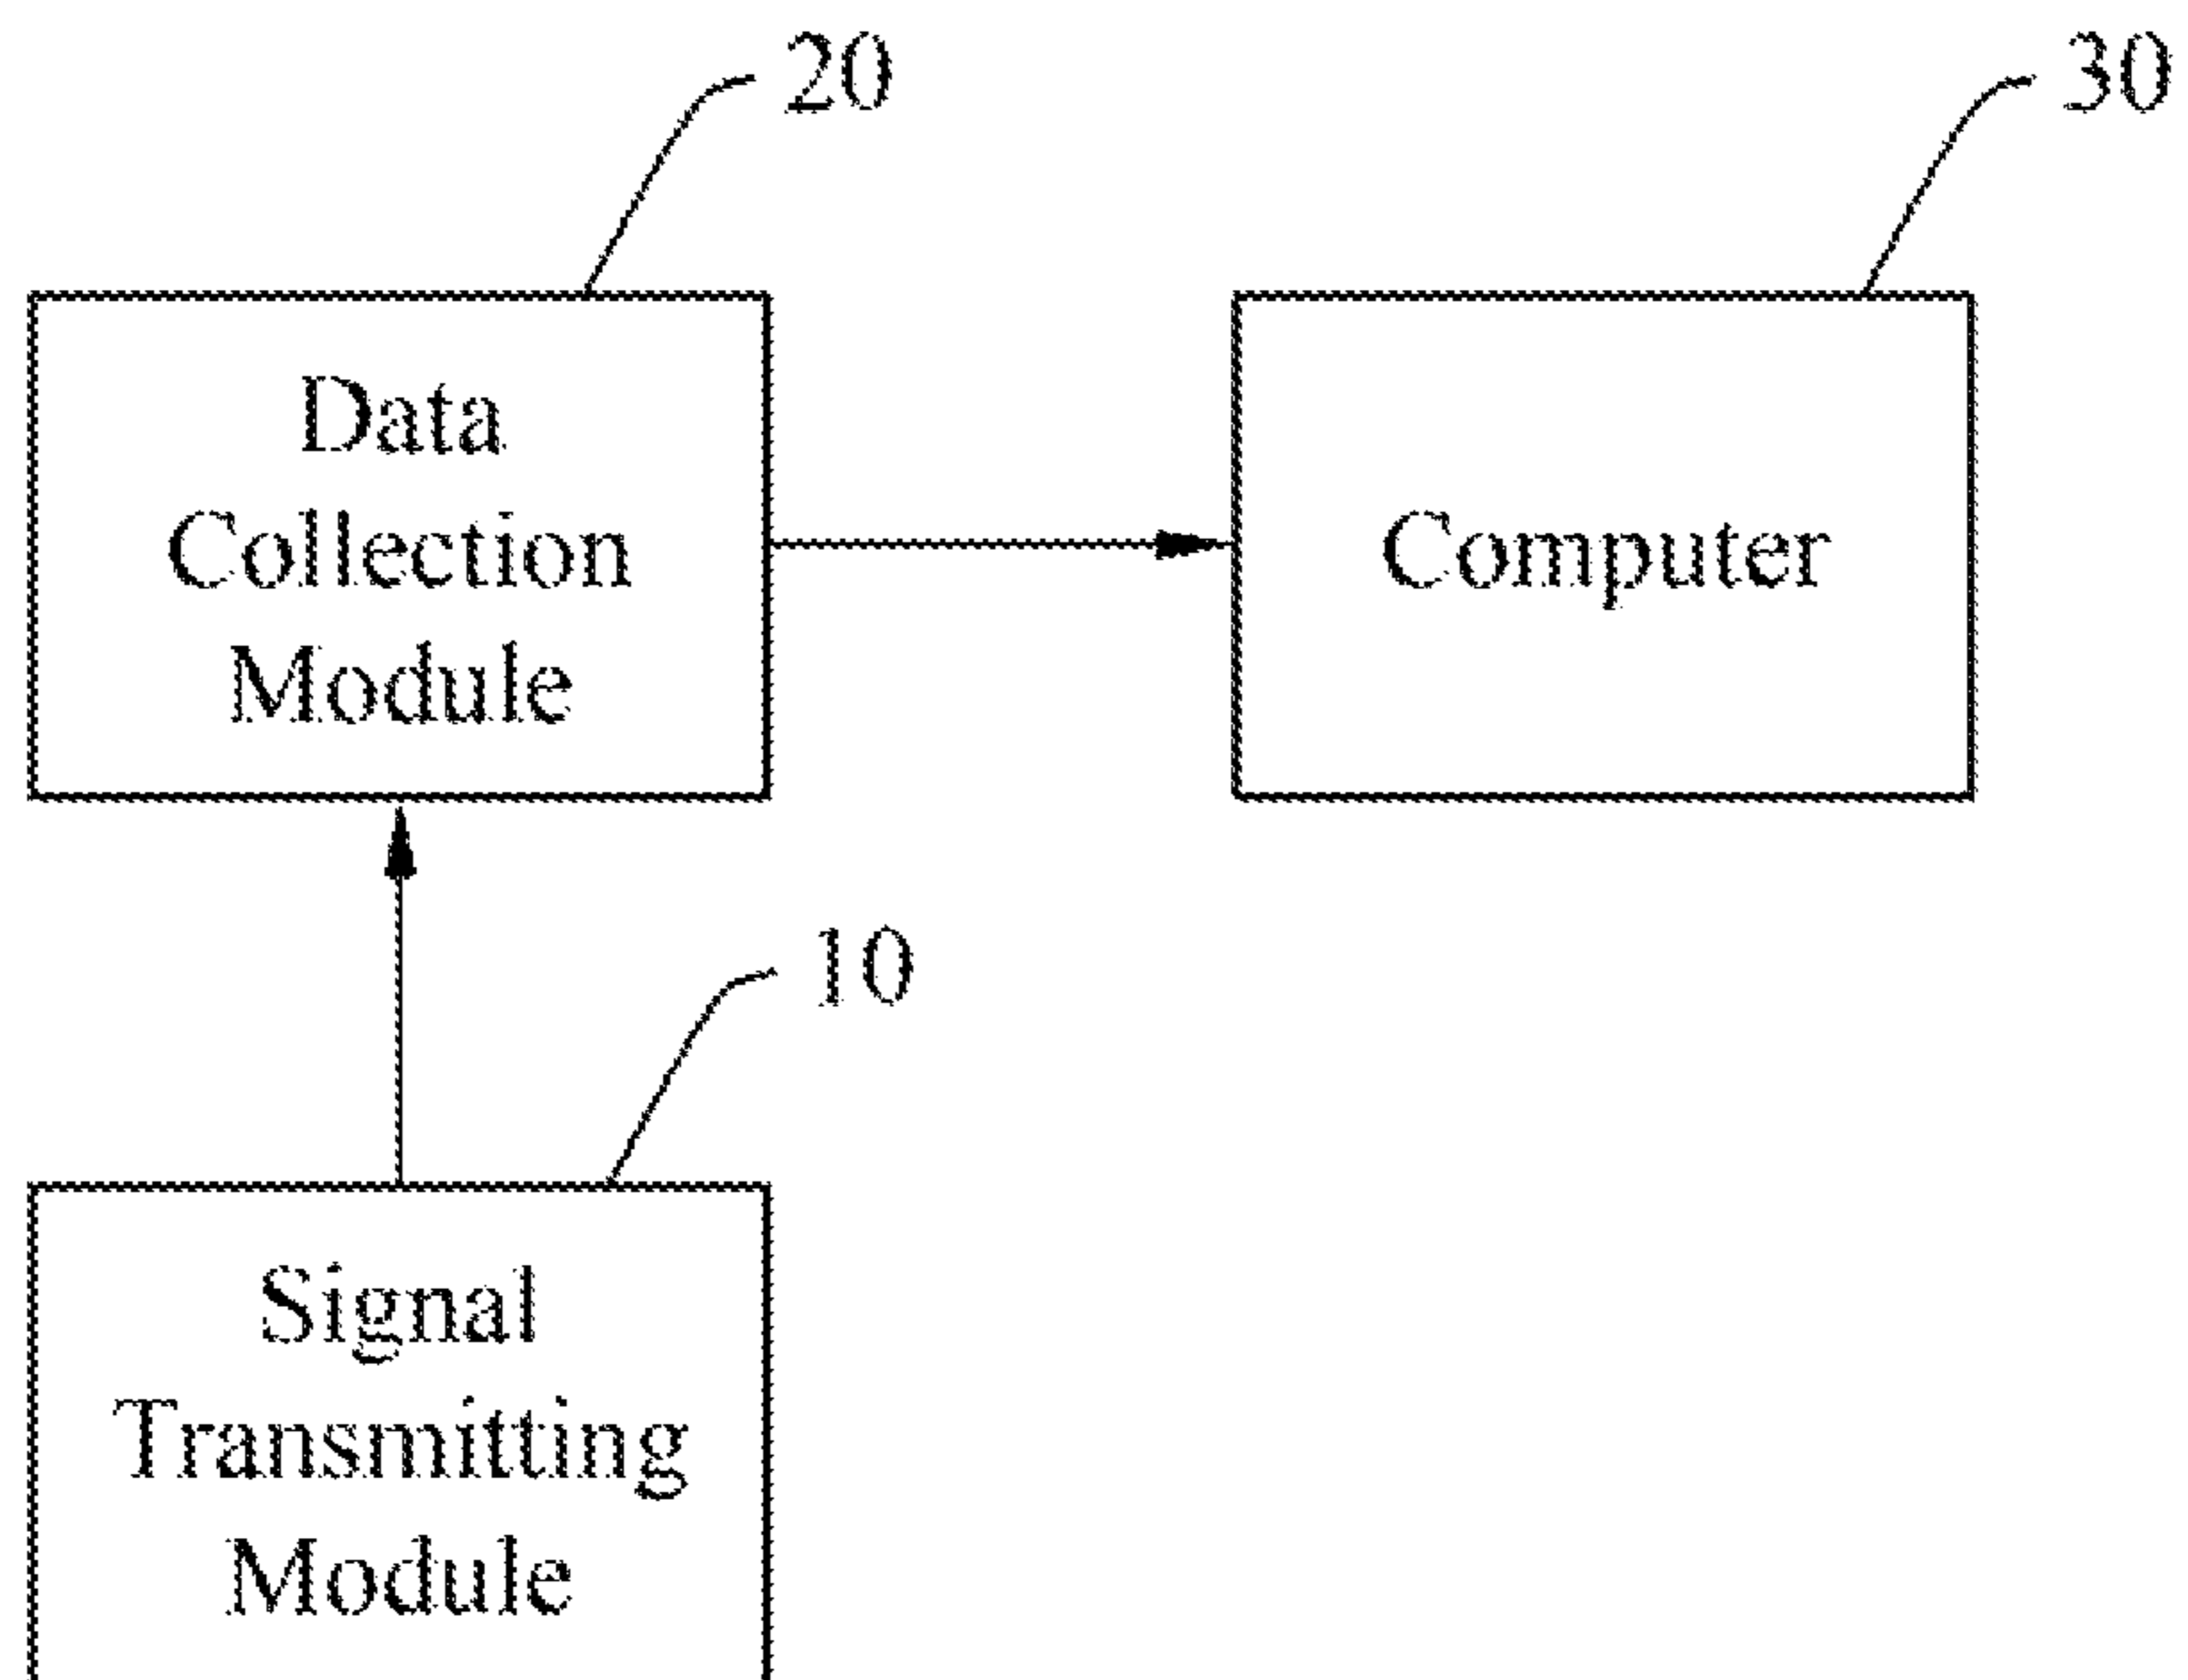 20
30
Data
Collection
Module
Computer
10
Signal
Transmitting
Module